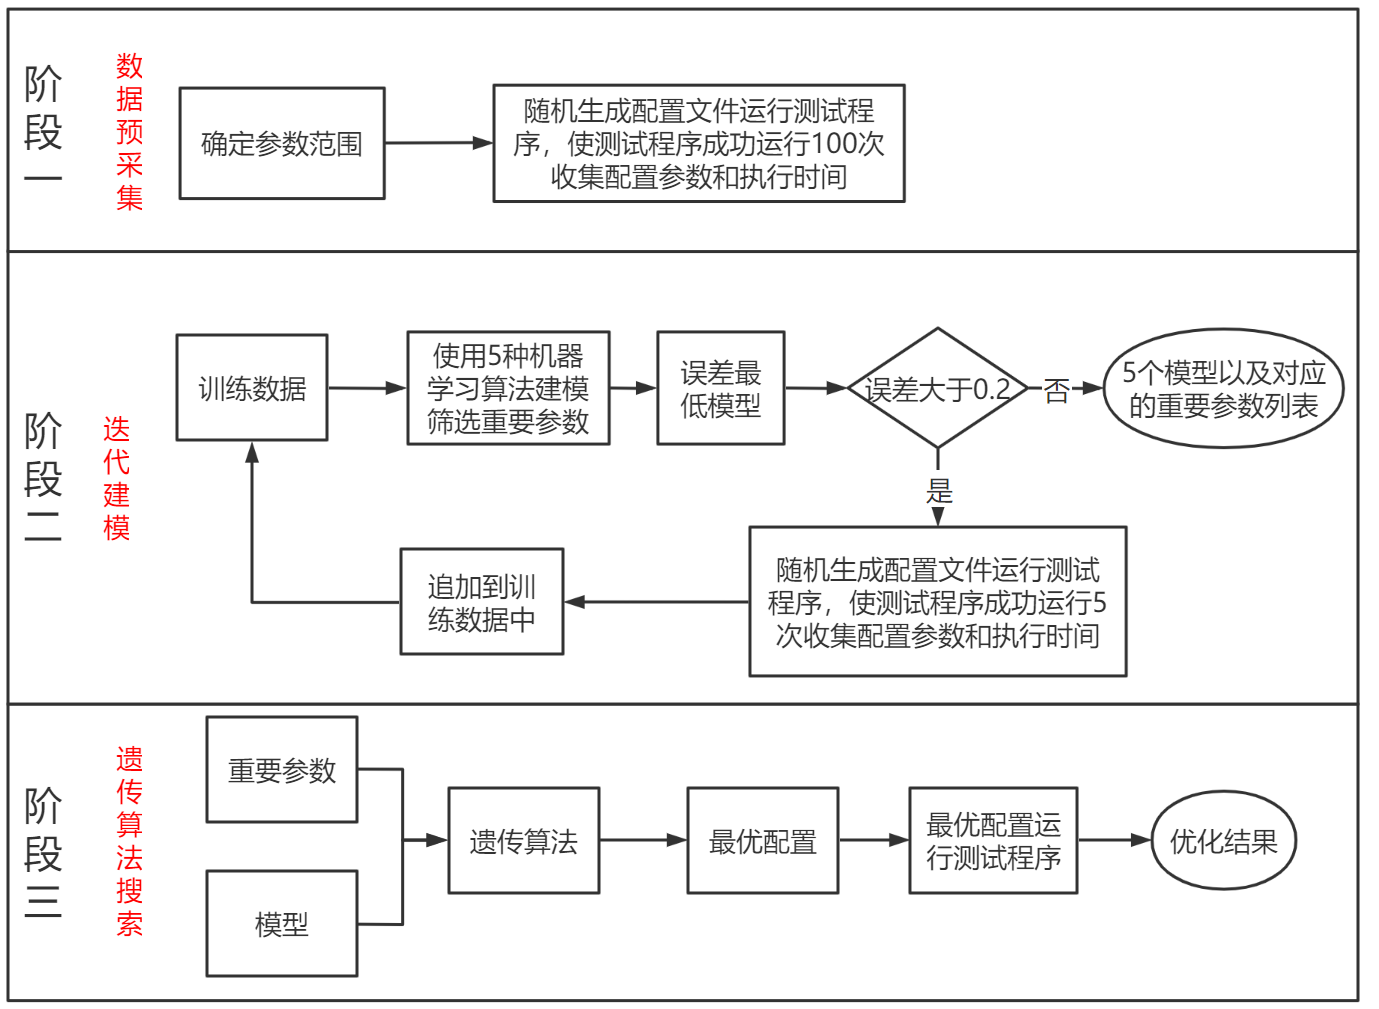 阶段一
数据预采集
确定参数范围
随机生成配置文件运行测试程
序，使测试程序成功运行100次
收集配置参数和执行时间
阶段二
迭代建模
训练数据
使用5种机器
学习算法建模
筛选重要参数
误差最
低模型
误差大于0.2
否
5个模型以及对应
的重要参数列表
是
随机生成配置文件运行测试
程序，使测试程序成功运行5
次收集配置参数和执行时间
追加到训
练数据中
阶段三
遗传算法搜索
重要参数
模型
遗传算法
最优配置
最优配置运
行测试程序
优化结果